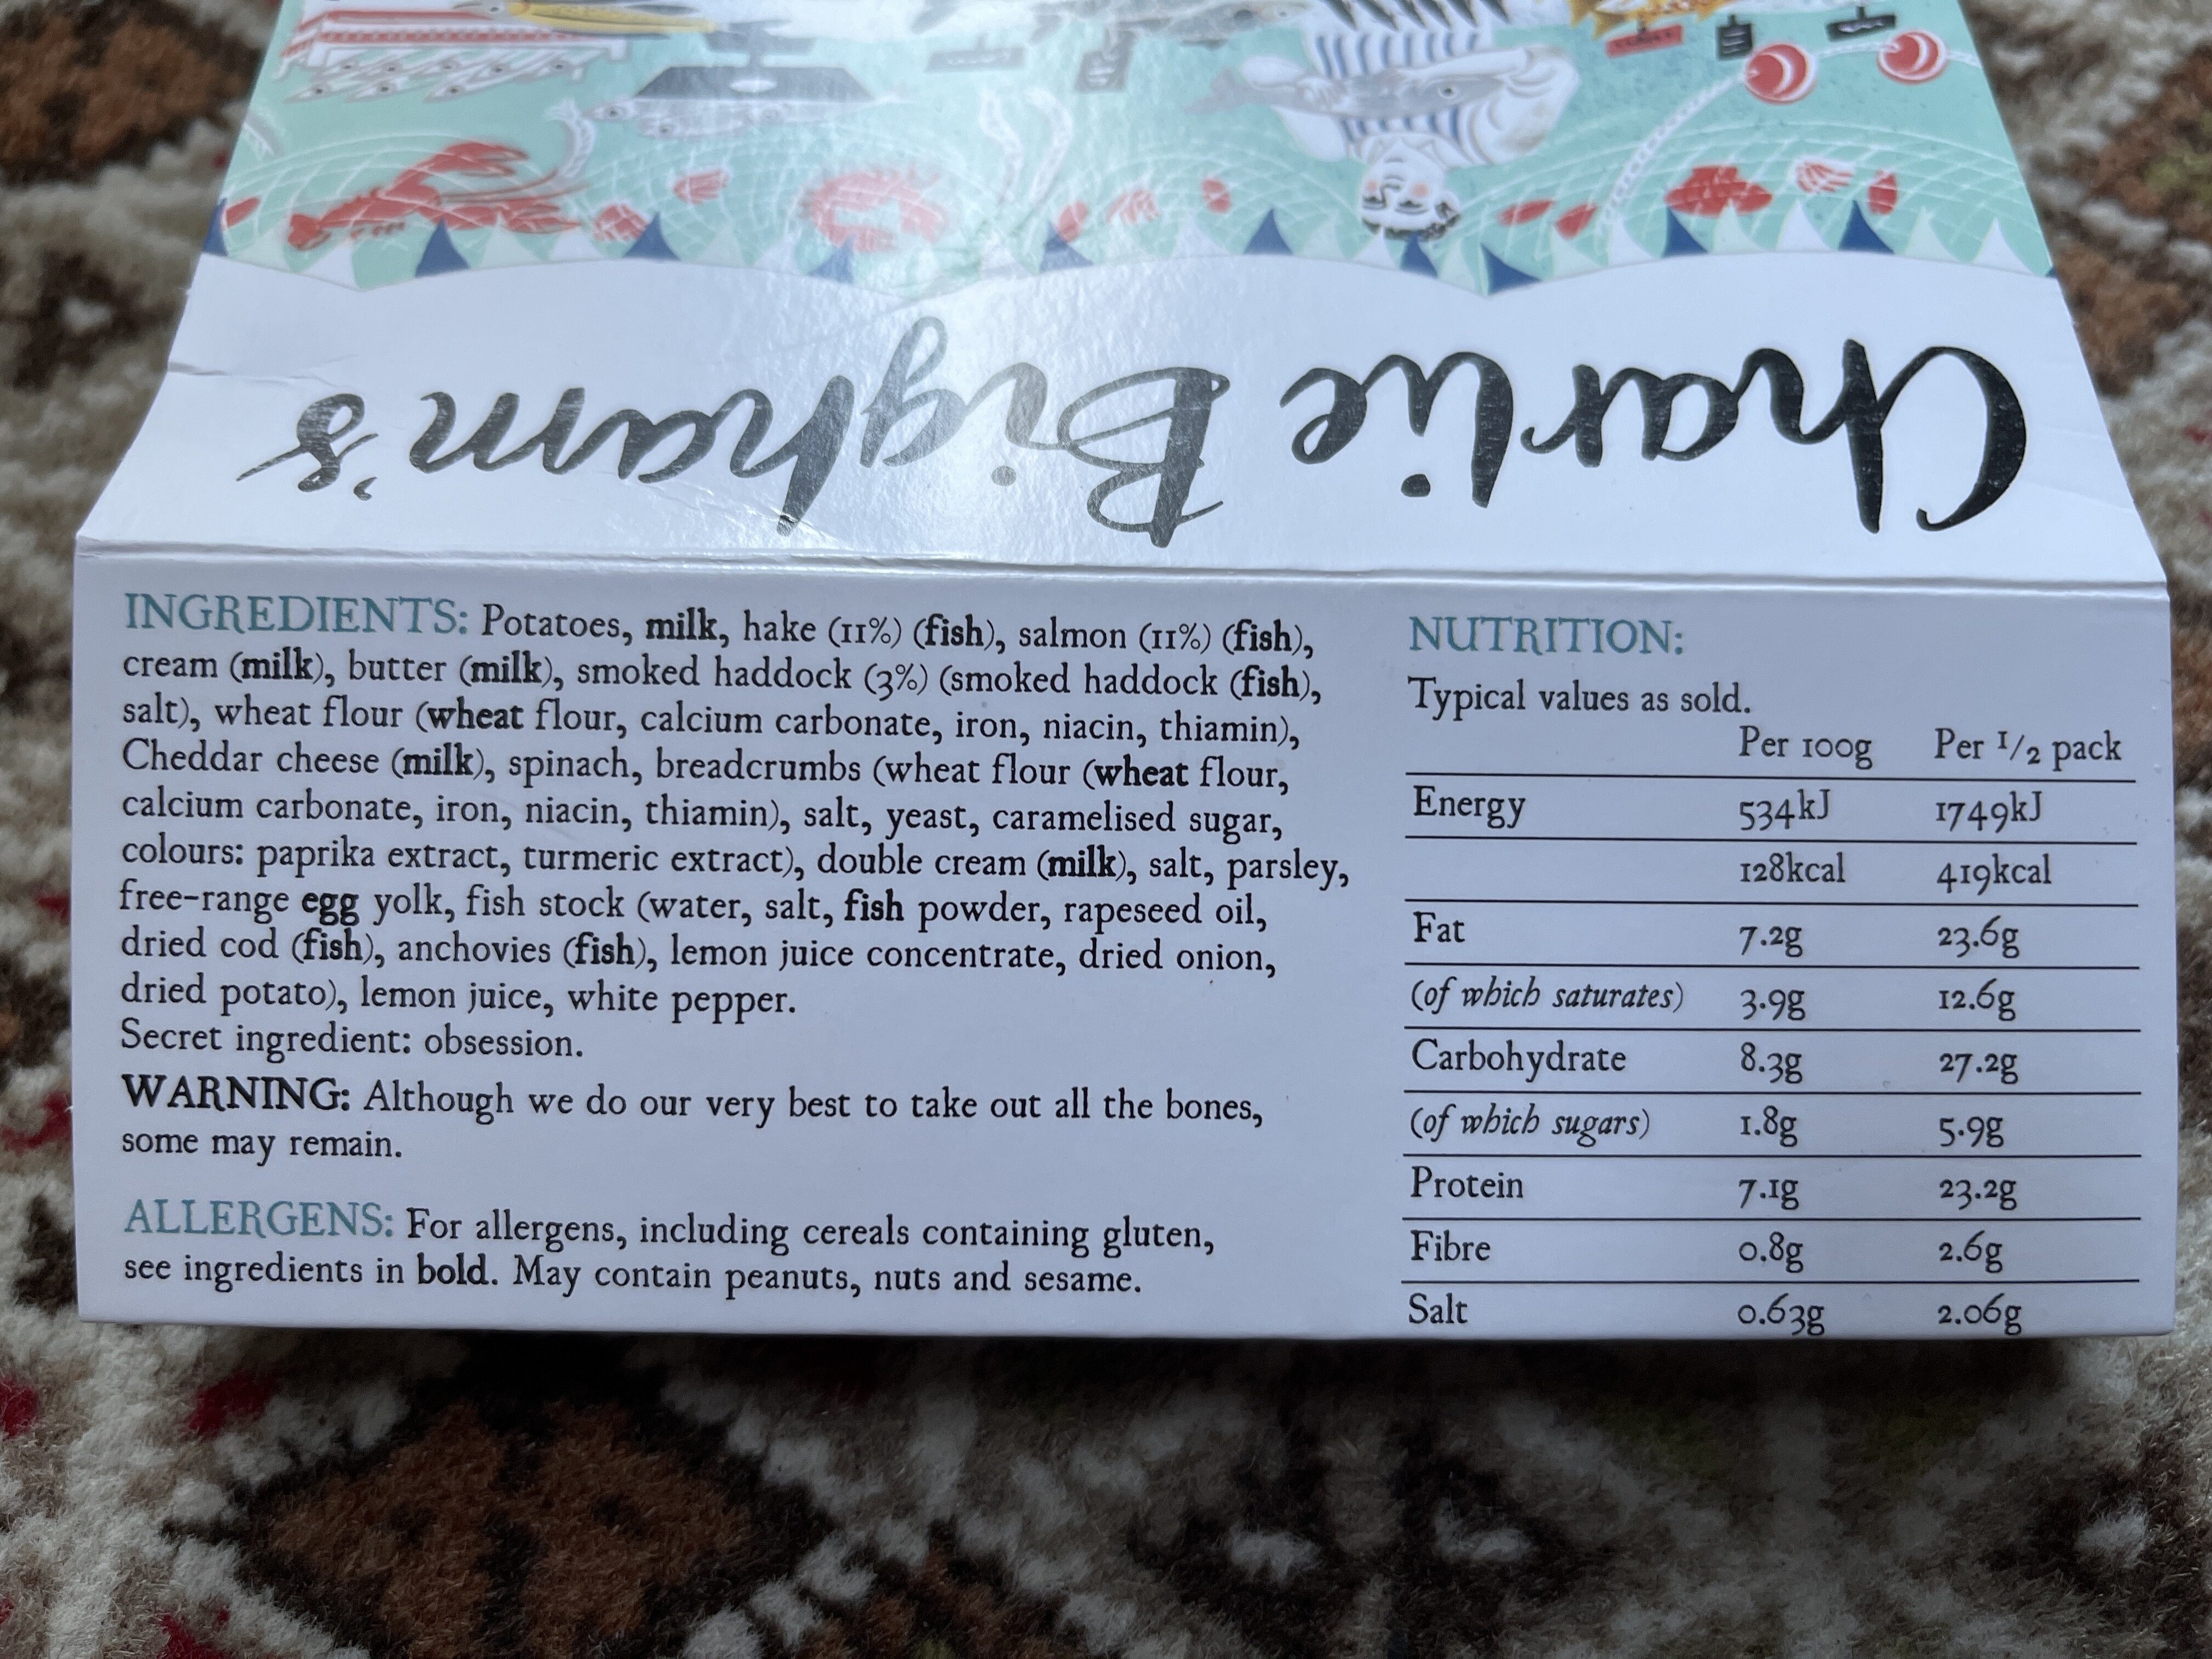 Charlie Bigham's
INGREDIENTS: Potatoes, milk, hake (11%) (fish), salmon (11%) (fish),
cream (milk), butter (milk), smoked haddock (3%) (smoked haddock (fish),
salt), wheat flour (wheat flour, calcium carbonate, iron, niacin, thiamin),
Cheddar cheese (milk), spinach, breadcrumbs (wheat flour (wheat flour,
calcium carbonate, iron, niacin, thiamin), salt, yeast, caramelised sugar,
colours: paprika extract, turmeric extract), double cream (milk), salt, parsley,
free-range egg yolk, fish stock (water, salt, fish powder, rapeseed oil,
dried cod (fish), anchovies (fish), lemon juice concentrate, dried onion,
dried potato), lemon juice, white pepper.
Secret ingredient: obsession.
WARNING: Although we do our very best to take out all the bones,
some may remain.
ALLERGENS: For allergens, including cereals containing gluten,
see ingredients in bold. May contain peanuts, nuts and sesame.
NUTRITION:
Typical values as sold.
Per 100g Per 1/2 pack
Energy 534kJ 1749kJ
128kcal 419kcal
Fat 7.2g 23.6g
(of which saturates) 3.9g 12.6g
Carbohydrate 8.3g 27.2g
(of which sugars) 1.8g 5.9g
Protein 7.1g 23.2g
Fibre 0.8g 2.6g
Salt 0.63g 2.06g